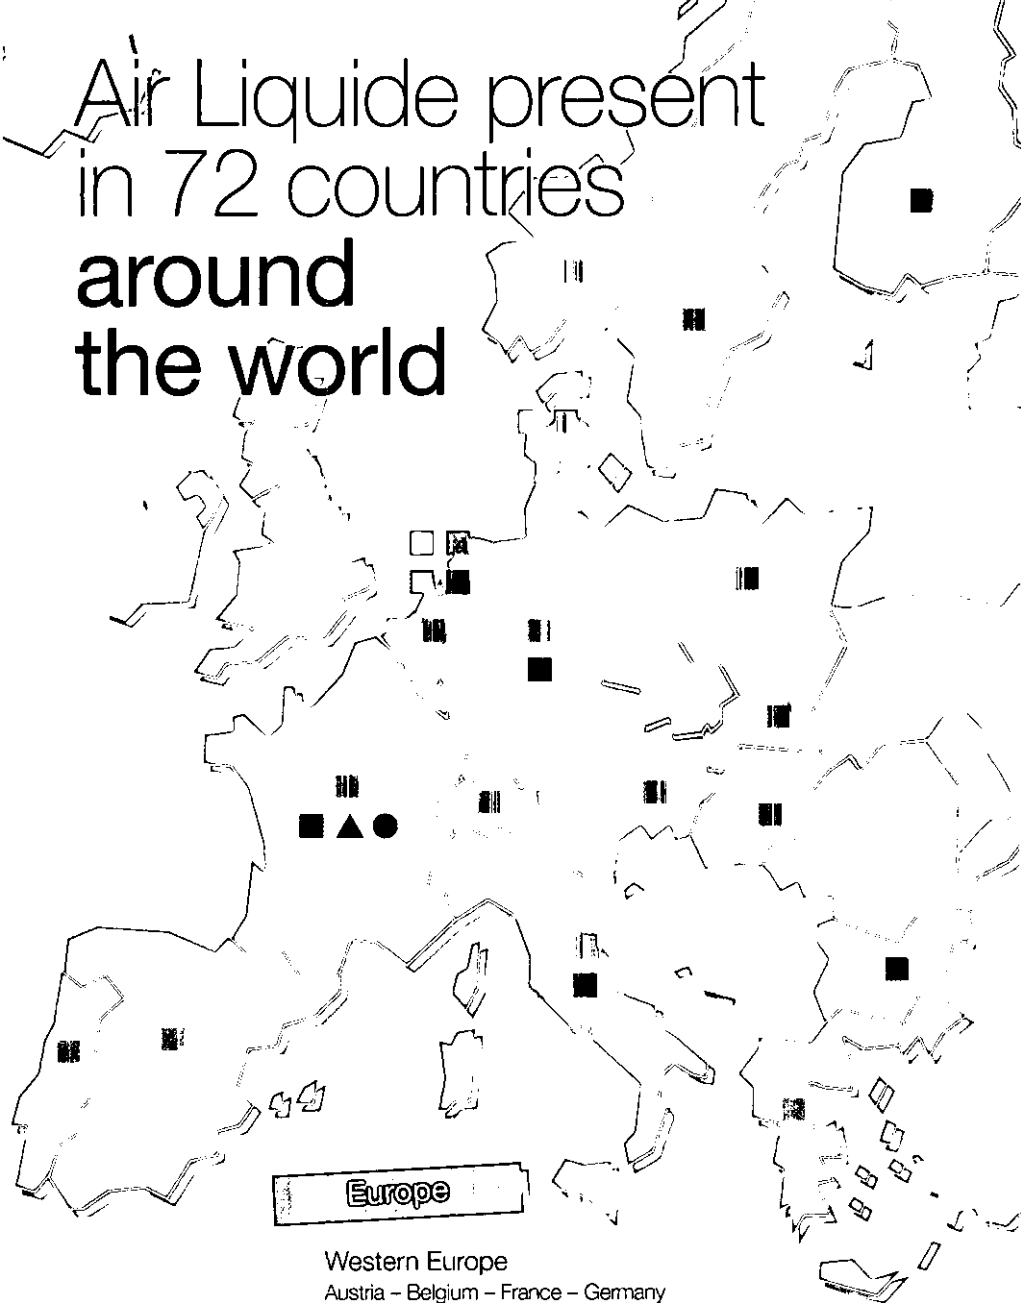 Air Liquide present
in 72 countries
around
the world
Europe
Western Europe
Austria – Belgium – France – Germany